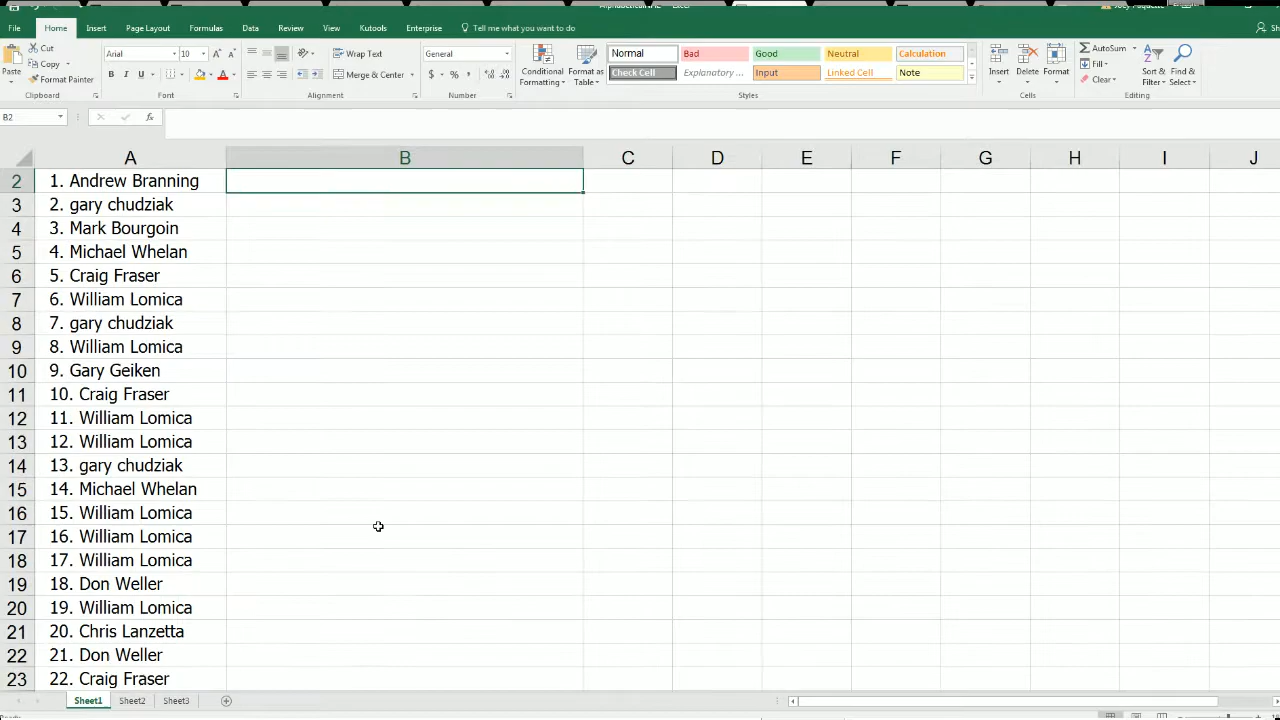 File Home Insert Page Layout Formulas Data Review View Kutools Enterprise Tell me what you want to do
Paste Cut Copy Format Painter Clipboard
Arial 10 B I U Font
Wrap Text Merge & Center Alignment
General $ % Number
Conditional Formatting Format as Table
Normal Bad Good Neutral Calculation
Check Cell Explanatory ... Input Linked Cell Note
Styles
Insert Delete Format Cells
AutoSum Fill Clear Sort & Filter Find & Select Editing
B2 fx
A B C D E F G H I J
2 1. Andrew Branning
3 2. gary chudziak
4 3. Mark Bourgoin
5 4. Michael Whelan
6 5. Craig Fraser
7 6. William Lomica
8 7. gary chudziak
9 8. William Lomica
10 9. Gary Geiken
11 10. Craig Fraser
12 11. William Lomica
13 12. William Lomica
14 13. gary chudziak
15 14. Michael Whelan
16 15. William Lomica
17 16. William Lomica
18 17. William Lomica
19 18. Don Weller
20 19. William Lomica
21 20. Chris Lanzetta
22 21. Don Weller
23 22. Craig Fraser
Sheet1 Sheet2 Sheet3